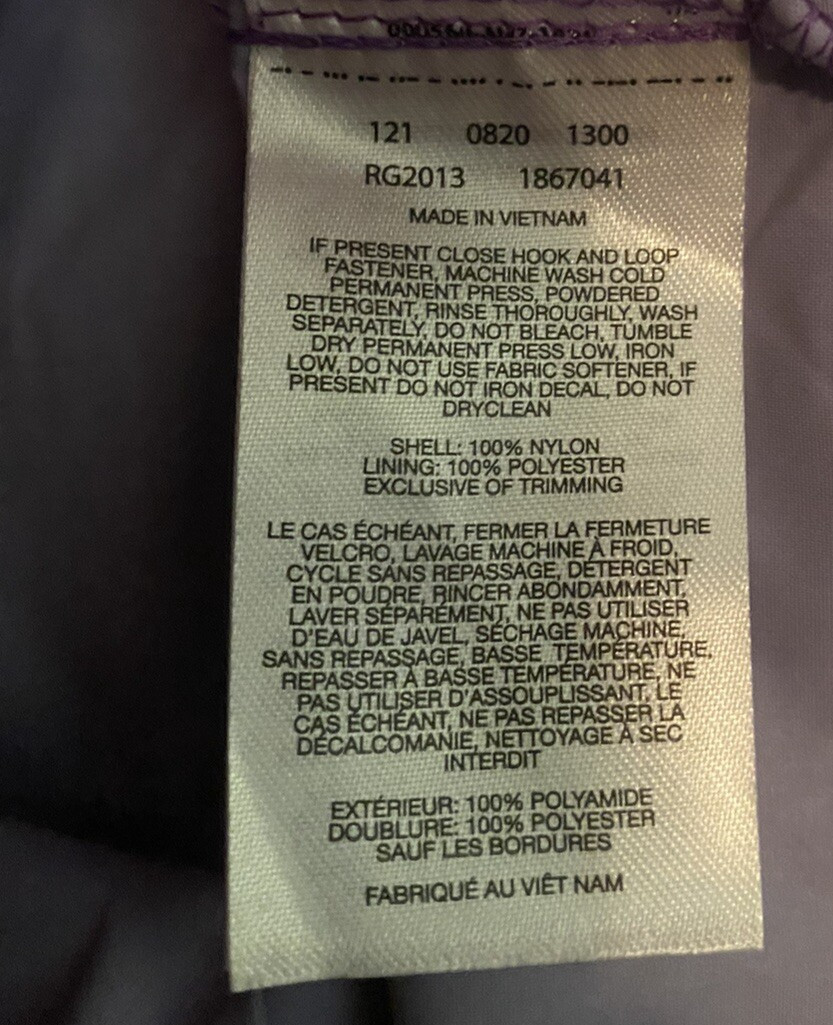 121 0820 1300
RG2013 1867041
MADE IN VIETNAM
IF PRESENT CLOSE HOOK AND LOOP
FASTENER, MACHINE WASH COLD
PERMANENT PRESS, POWDERED
DETERGENT, RINSE THOROUGHLY, WASH
SEPARATELY, DO NOT BLEACH, TUMBLE
DRY PERMANENT PRESS LOW, IRON
LOW, DO NOT USE FABRIC SOFTENER, IF
PRESENT DO NOT IRON DECAL, DO NOT
DRYCLEAN
SHELL: 100% NYLON
LINING: 100% POLYESTER
EXCLUSIVE OF TRIMMING
LE CAS ÉCHÉANT, FERMER LA FERMETURE
VELCRO, LAVAGE MACHINE À FROID,
CYCLE SANS REPASSAGE, DÉTERGENT
EN POUDRE, RINCER ABONDAMMENT,
LAVER SÉPARÉMENT, NE PAS UTILISER
D'EAU DE JAVEL, SÉCHAGE MACHINE,
SANS REPASSAGE, BASSE TEMPÉRATURE,
REPASSER À BASSE TEMPÉRATURE, NE
PAS UTILISER D'ASSOUPLISSANT, LE
CAS ÉCHÉANT, NE PAS REPASSER LA
DÉCALCOMANIE, NETTOYAGE À SEC
INTERDIT
EXTÉRIEUR: 100% POLYAMIDE
DOUBLURE: 100% POLYESTER
SAUF LES BORDURES
FABRIQUÉ AU VIÊT NAM